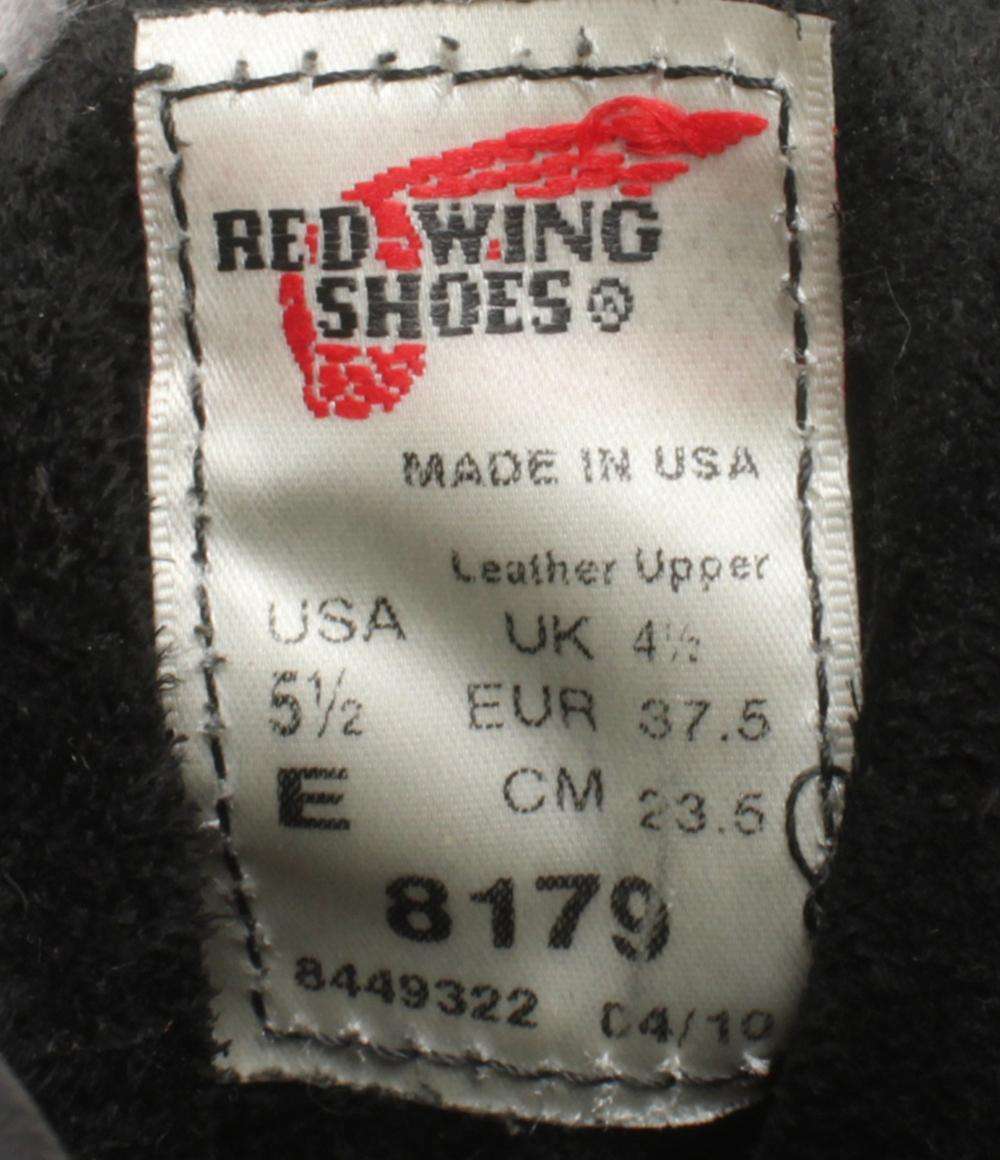 RED WING
SHOES®
MADE IN USA
Leather Upper
USA UK 4½
5½ EUR 37.5
E CM 23.5
8179
8449322 04/10